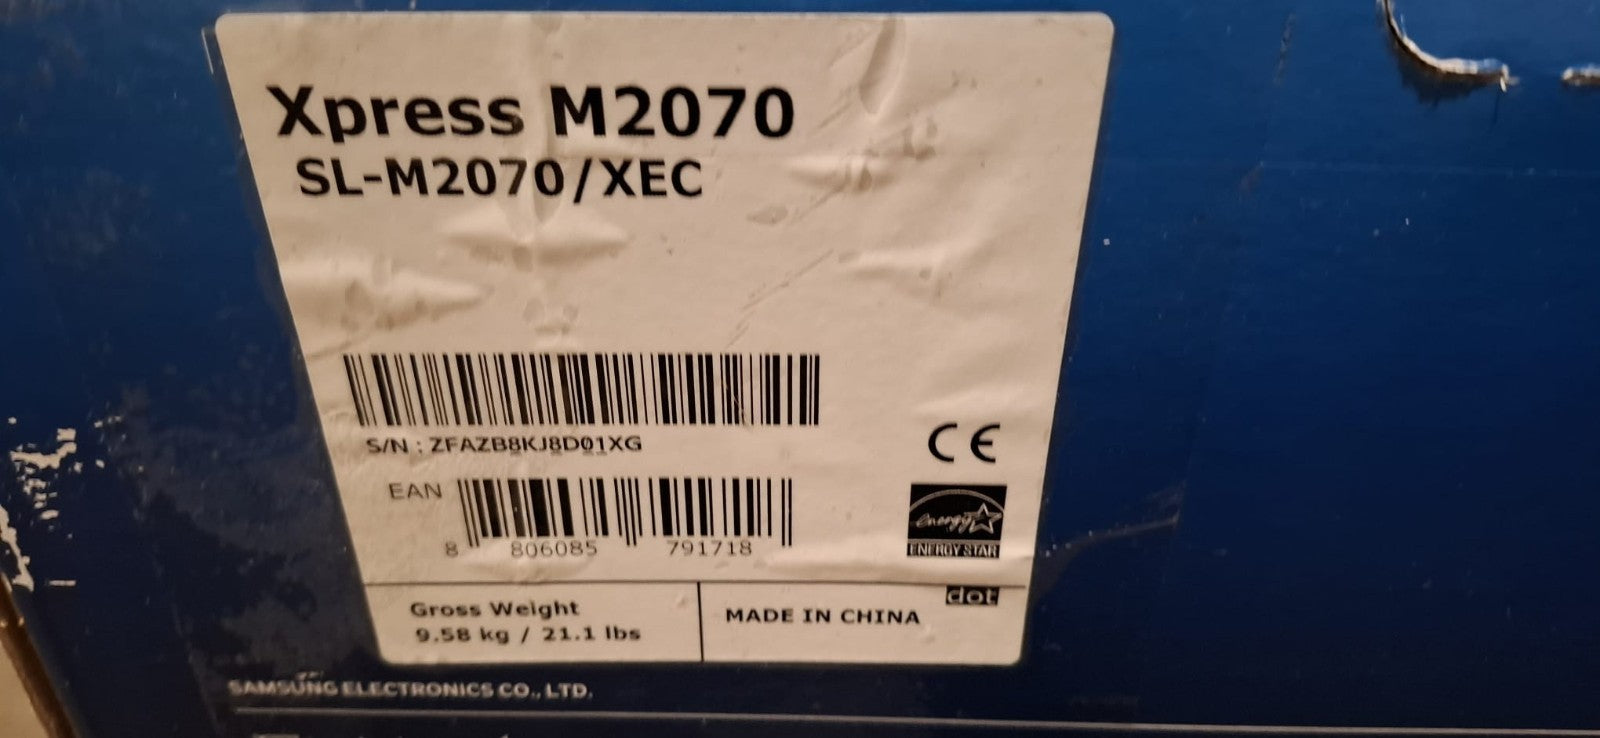 Xpress M2070
SL-M2070/XEC
S/N : ZFAZB8KJ8D01XG
EAN
8 806085 791718
energy
ENERGY STAR
CE
dot
Gross Weight
9.58 kg / 21.1 lbs
MADE IN CHINA
SAMSUNG ELECTRONICS CO., LTD.